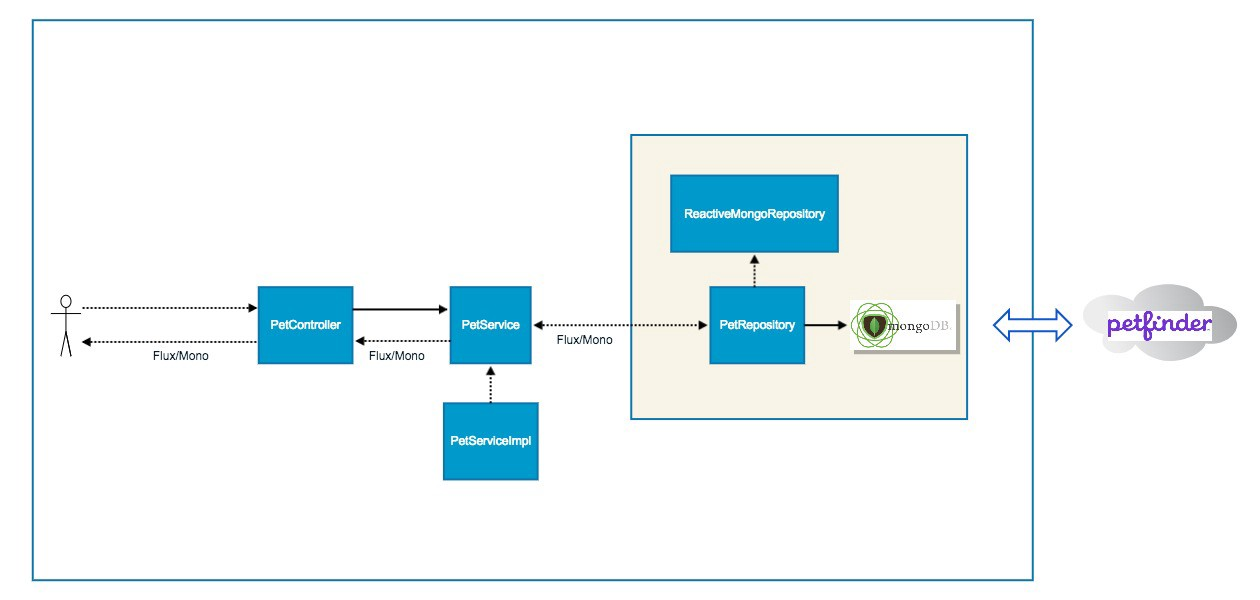 ReactiveMongoRepository
PetController
PetService
PetRepository
mongoDB.
petfinder
Flux/Mono
Flux/Mono
Flux/Mono
PetServiceImpl